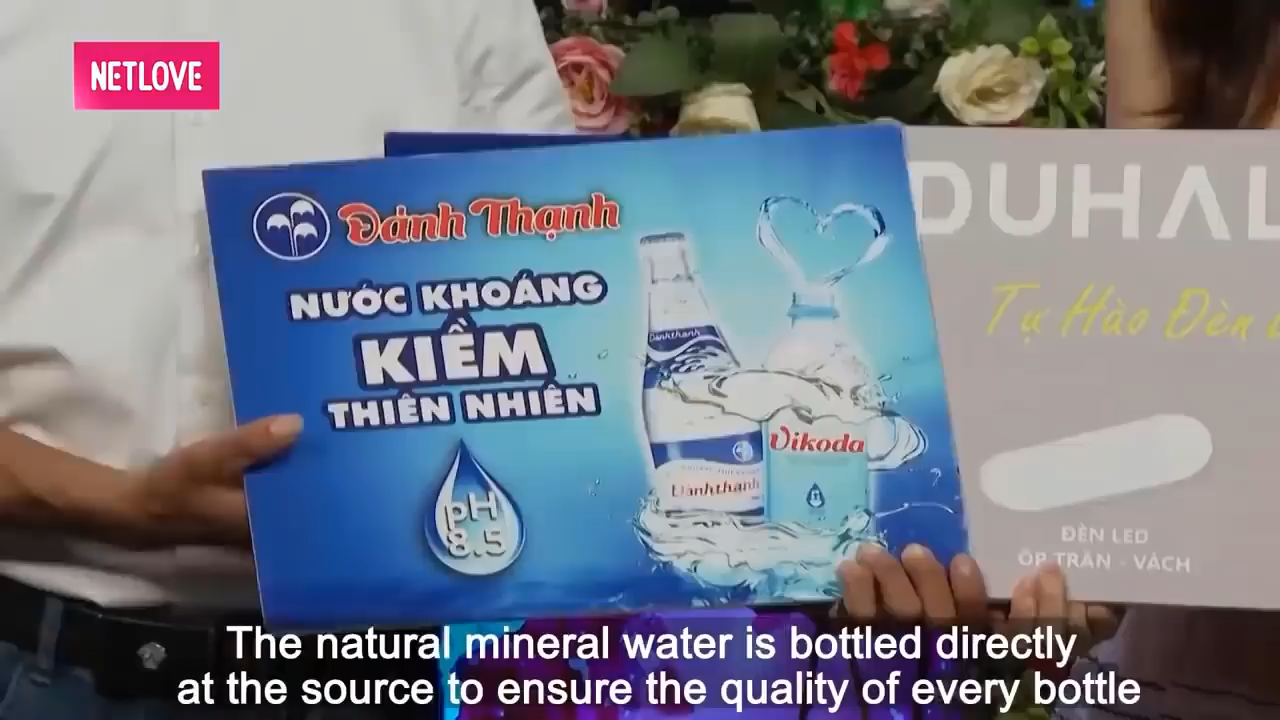 NETLOVE
Đảnh Thạnh
NƯỚC KHOÁNG
KIỀM
THIÊN NHIÊN
pH
8.5
Đảnhthạnh
Vikoda
Đảnhthạnh
DUHAL
Tự Hào Đèn
ĐÈN LED
ỐP TRẦN - VÁCH
The natural mineral water is bottled directly
at the source to ensure the quality of every bottle